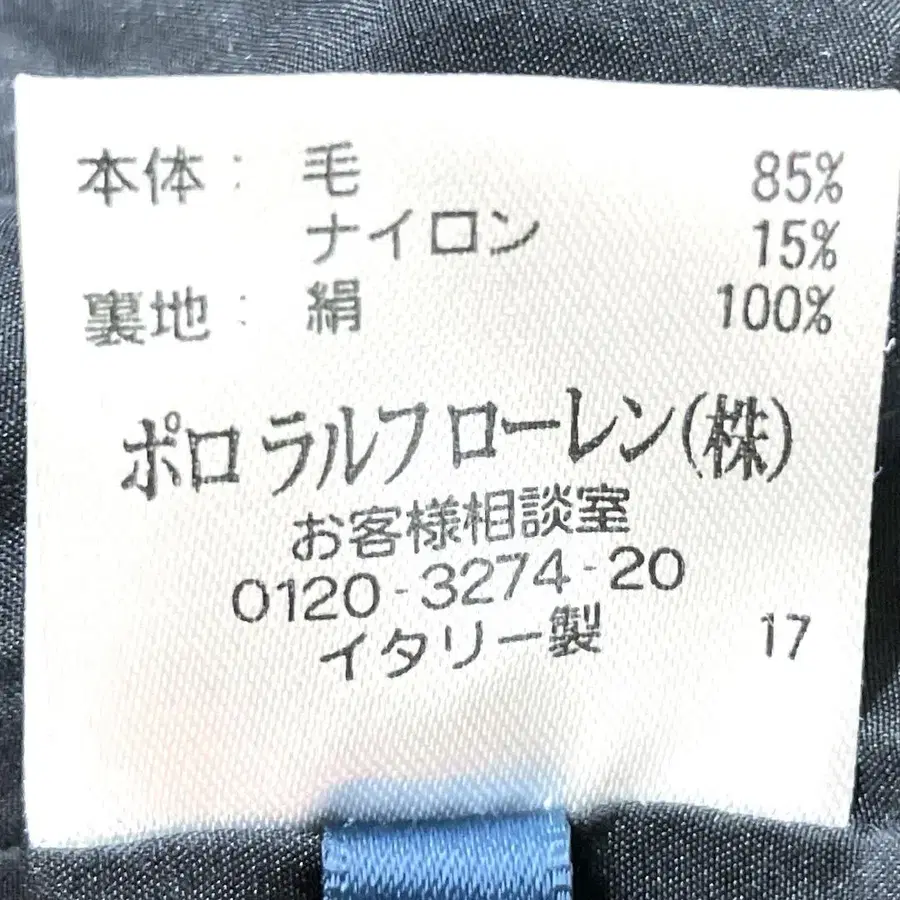 本体: 毛 85%
ナイロン 15%
裏地: 絹 100%
ポロ ラルフ ローレン(株)
お客様相談室
0120-3274-20
イタリー製 17